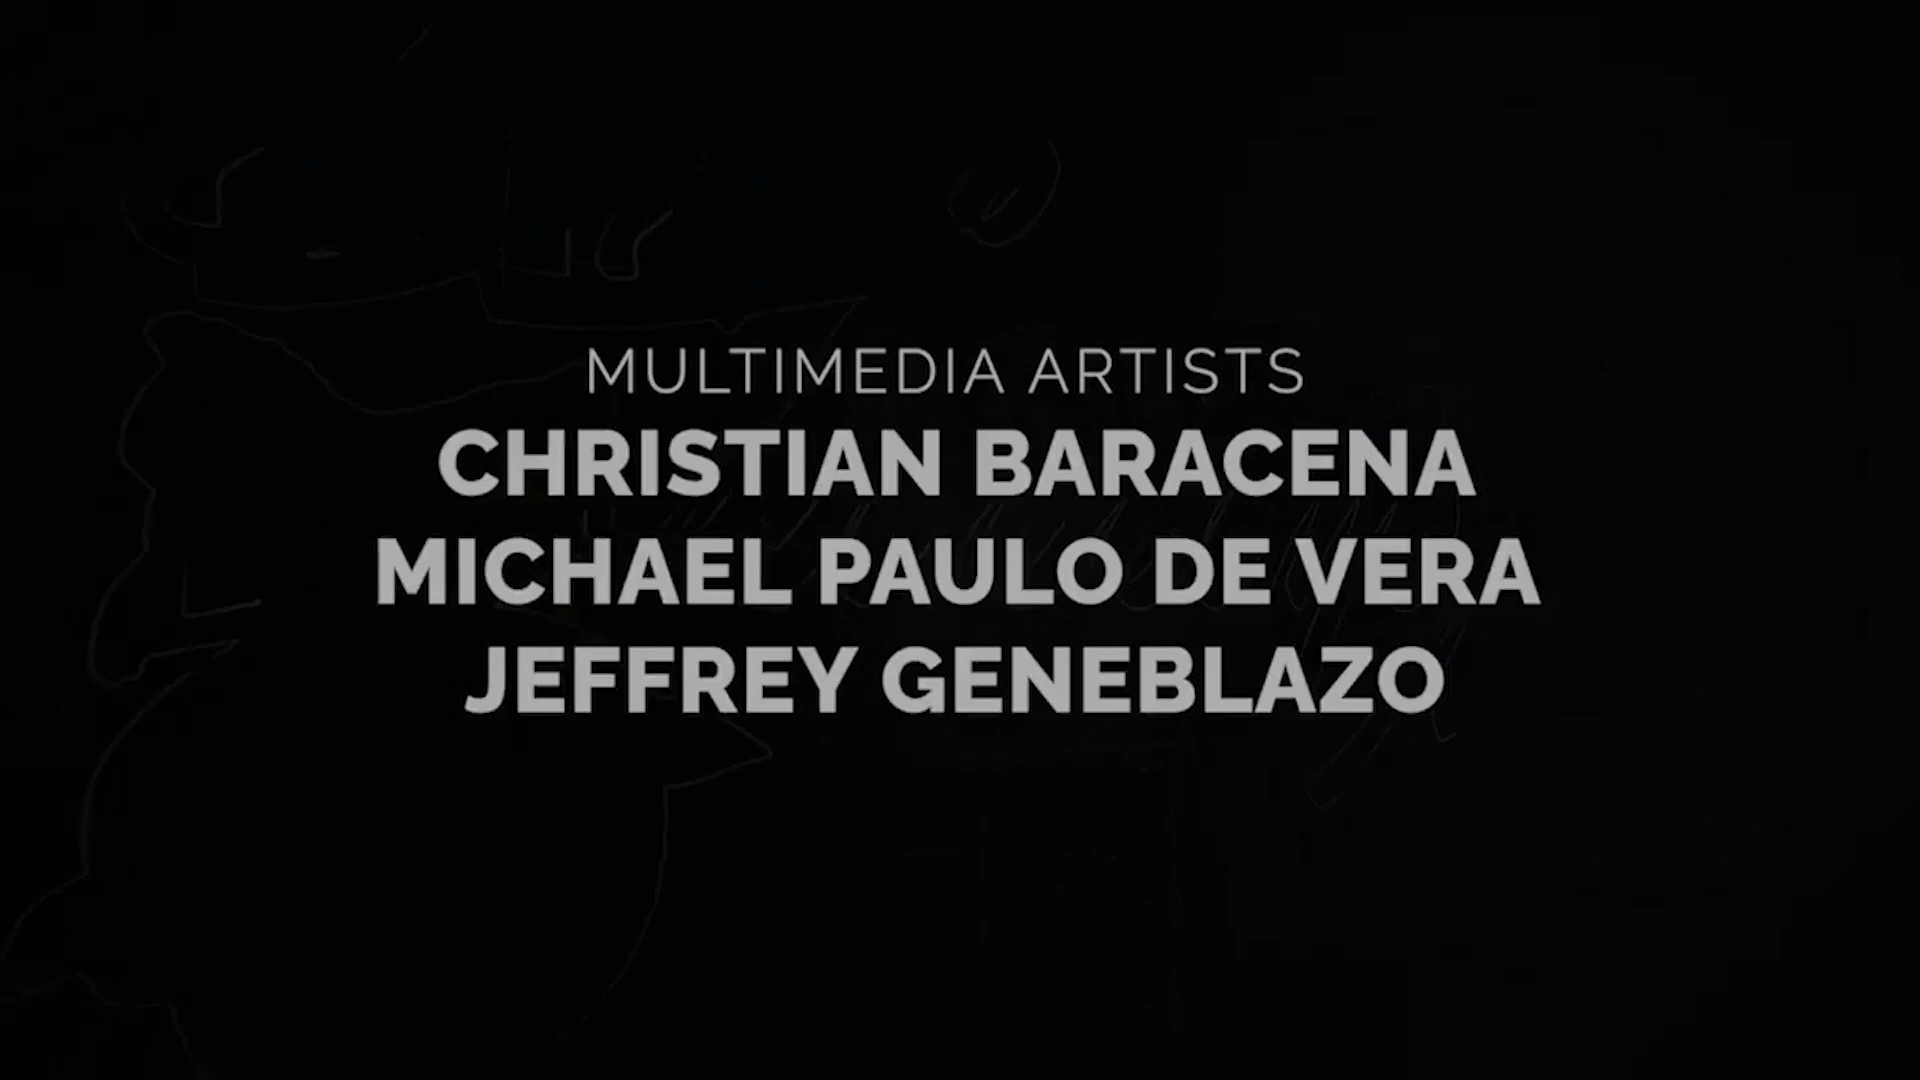 MULTIMEDIA ARTISTS
CHRISTIAN BARACENA
MICHAEL PAULO DE VERA
JEFFREY GENEBLAZO